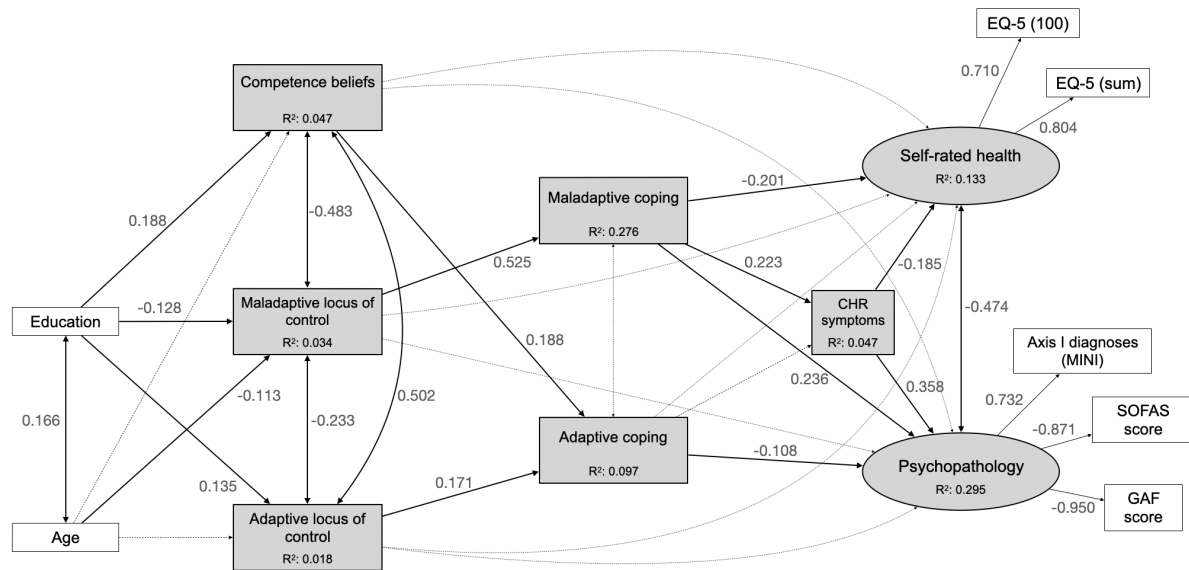 EQ-5 (100)
0.710
EQ-5 (sum)
0.804
Competence beliefs
R²: 0.047
Self-rated health
R²: 0.133
Maladaptive coping
R²: 0.276
-0.201
0.188
-0.483
0.525
0.223
-0.185
-0.474
Education
-0.128
Maladaptive locus of
control
R²: 0.034
CHR
symptoms
R²: 0.047
0.188
Axis I diagnoses
(MINI)
0.732
0.166
-0.113
-0.233
0.502
0.236
0.358
SOFAS
score
-0.871
Adaptive coping
R²: 0.097
-0.108
Psychopathology
R²: 0.295
0.135
0.171
GAF
score
-0.950
Age
Adaptive locus of
control
R²: 0.018